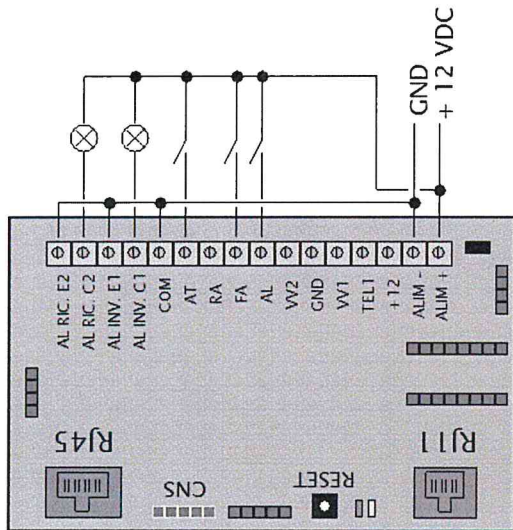 GND
+ 12 VDC
AL RIC. E2
AL RIC. C2
AL INV. E1
AL INV. C1
COM
AT
RA
FA
AL
VV2
GND
VV1
TEL1
+12
ALIM -
ALIM +
RJ45
CNS
RESET
RJ11